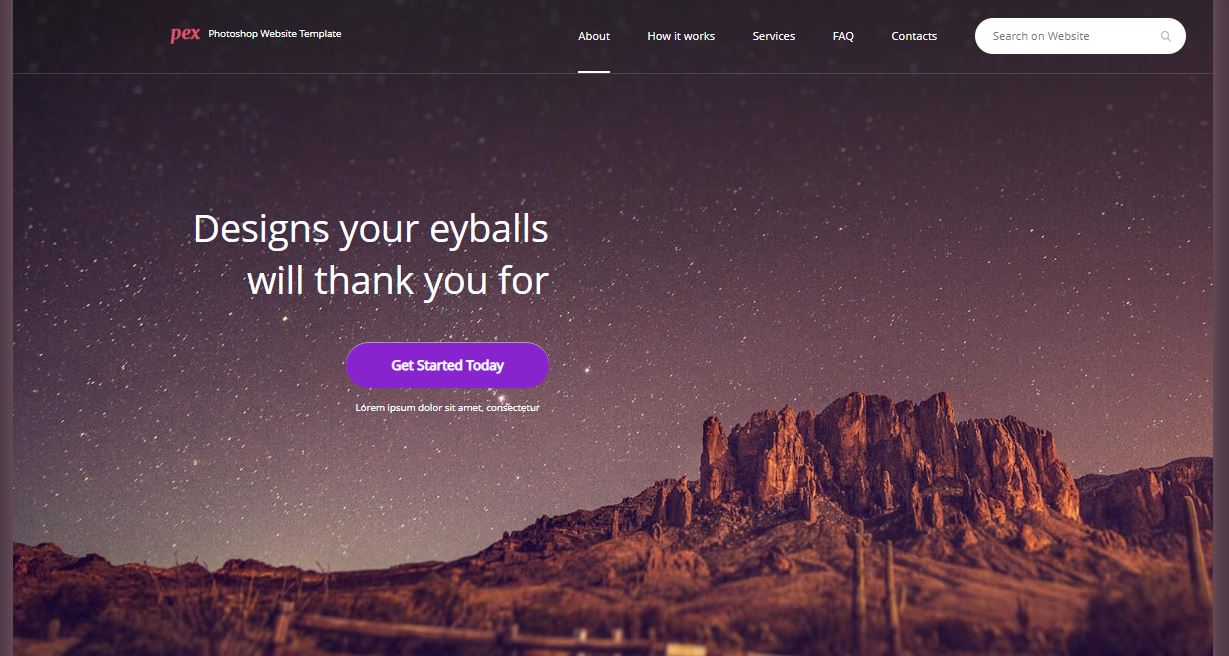 pex Photoshop Website Template
About How it works Services FAQ Contacts Search on Website
Designs your eyballs
will thank you for
Get Started Today
Lorem ipsum dolor sit amet, consectetur